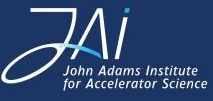 JAi
John Adams Institute
for Accelerator Science